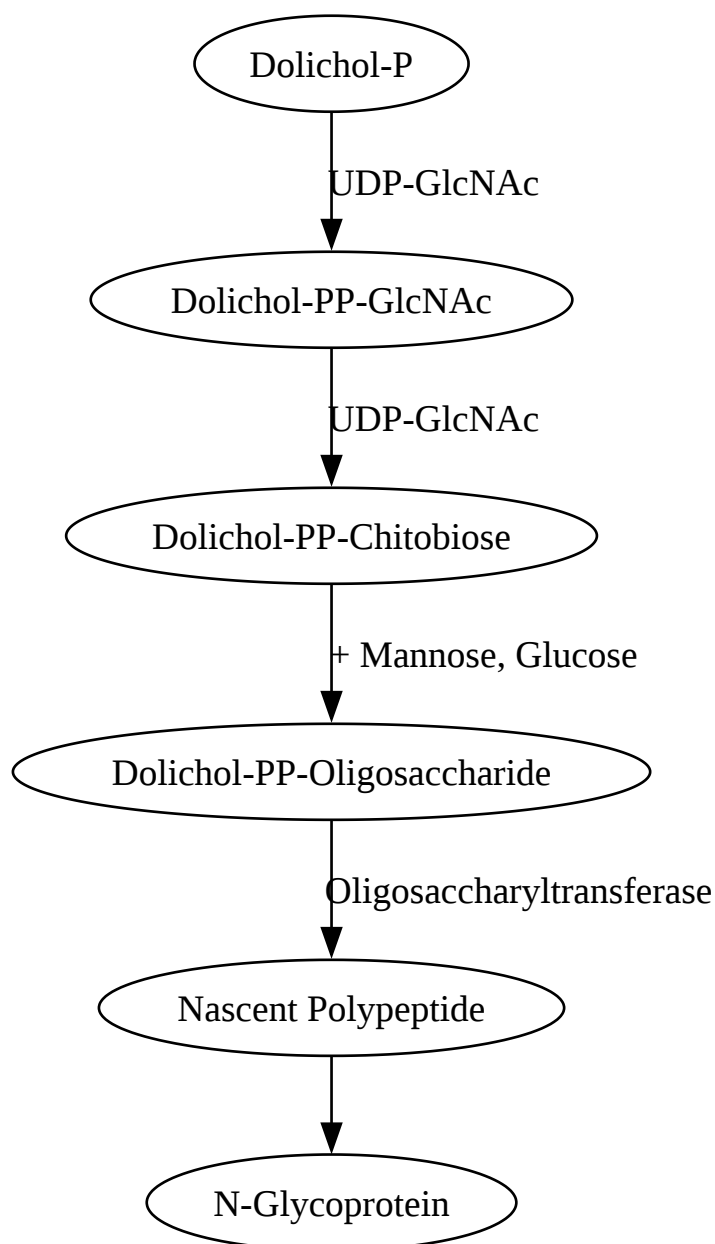 Dolichol-P
UDP-GlcNAc
Dolichol-PP-GlcNAc
UDP-GlcNAc
Dolichol-PP-Chitobiose
+ Mannose, Glucose
Dolichol-PP-Oligosaccharide
Oligosaccharyltransferase
Nascent Polypeptide
N-Glycoprotein